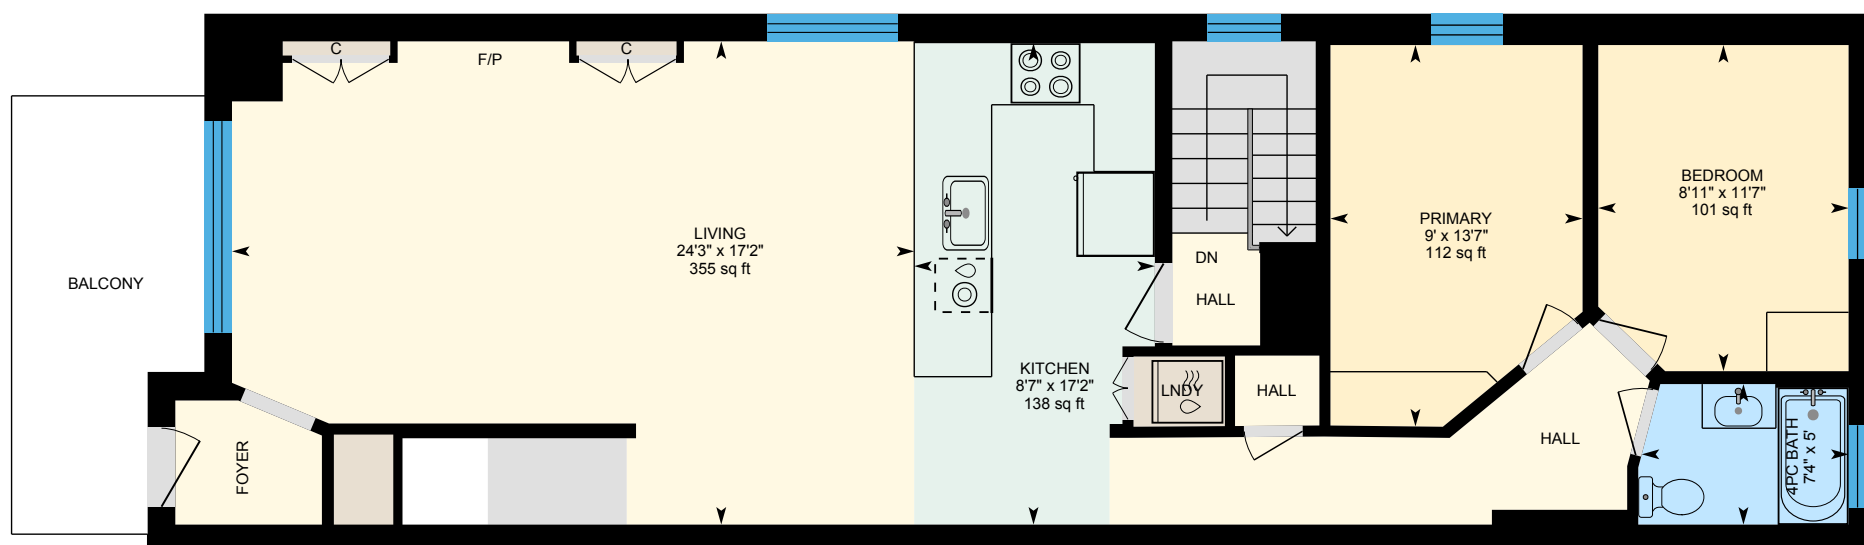 C
F/P
C
BALCONY
LIVING
24'3" x 17'2"
355 sq ft
FOYER
KITCHEN
8'7" x 17'2"
138 sq ft
DN
HALL
LNDY
HALL
PRIMARY
9' x 13'7"
112 sq ft
BEDROOM
8'11" x 11'7"
101 sq ft
HALL
4PC BATH
7'4" x 5'